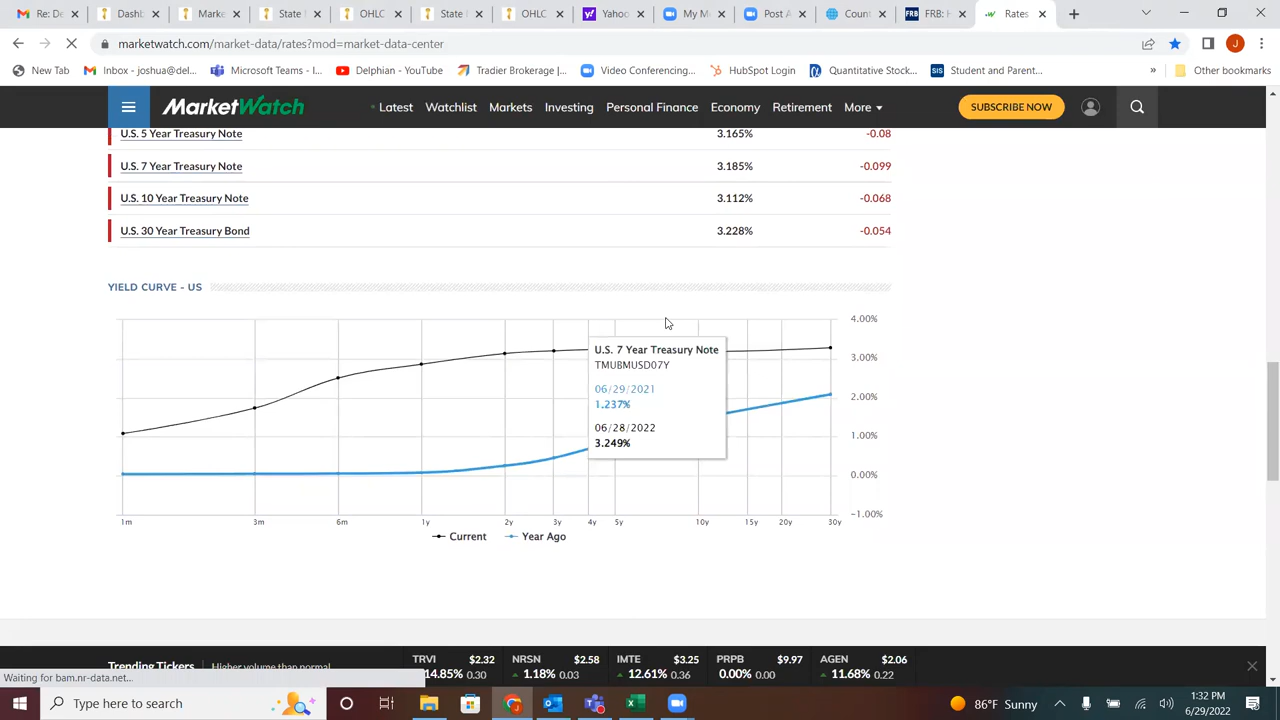 Re: De
Dashb
Marke
State
OHLC
State
OHLC
Yahoo
My M
Post A
Count
FRB FRB: H
Rates
marketwatch.com/market-data/rates?mod=market-data-center
New Tab
Inbox - joshua@del...
Microsoft Teams - I...
Delphian - YouTube
Tradier Brokerage |...
Video Conferencing...
HubSpot Login
Quantitative Stock...
SIS Student and Parent...
»
Other bookmarks
MarketWatch
Latest Watchlist Markets Investing Personal Finance Economy Retirement More
SUBSCRIBE NOW
U.S. 5 Year Treasury Note 3.165% -0.08
U.S. 7 Year Treasury Note 3.185% -0.099
U.S. 10 Year Treasury Note 3.112% -0.068
U.S. 30 Year Treasury Bond 3.228% -0.054
YIELD CURVE - US
4.00%
3.00%
2.00%
1.00%
0.00%
-1.00%
U.S. 7 Year Treasury Note
TMUBMUSD07Y
06/29/2021
1.237%
06/28/2022
3.249%
1m 3m 6m 1y 2y 3y 4y 5y 10y 15y 20y 30y
Current Year Ago
Trending Tickers | Higher volume than normal
TRVI $2.32
14.85% 0.30
NRSN $2.58
1.18% 0.03
IMTE $3.25
12.61% 0.36
PRPB $9.97
0.00% 0.00
AGEN $2.06
11.68% 0.22
Waiting for bam.nr-data.net...
Type here to search
86°F Sunny
1:32 PM
6/29/2022